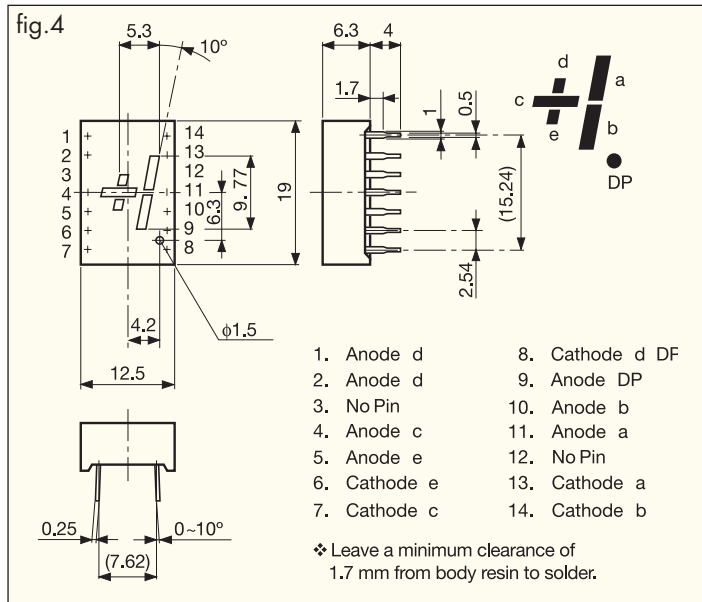 fig.4
5.3
10°
6.3
4
1.7
1
0.5
d
a
c
e
b
DP
1
2
3
4
5
6
7
14
13
12
11
10
9
8
9.77
6.3
19
(15.24)
2.54
4.2
φ1.5
12.5
1. Anode d
2. Anode d
3. No Pin
4. Anode c
5. Anode e
6. Cathode e
7. Cathode c
8. Cathode d DP
9. Anode DP
10. Anode b
11. Anode a
12. No Pin
13. Cathode a
14. Cathode b
0.25
0~10°
(7.62)
❖ Leave a minimum clearance of
1.7 mm from body resin to solder.